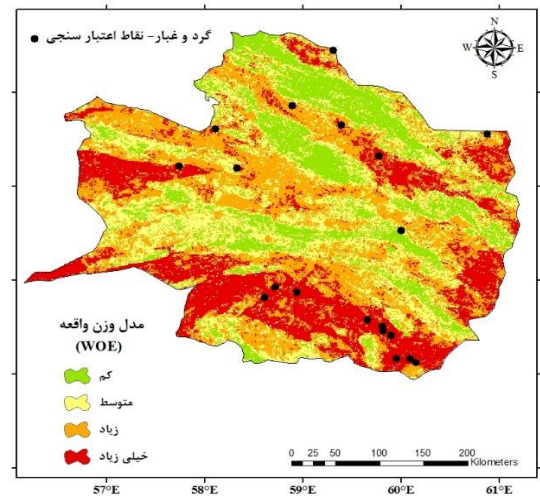 گرد و غبار- نقاط اعتبار سنجی
N
W E
S
مدل وزن واقعه
(WOE)
کم
متوسط
زیاد
خیلی زیاد
0 25 50 100 150 200
Kilometers
57°E 58°E 59°E 60°E 61°E